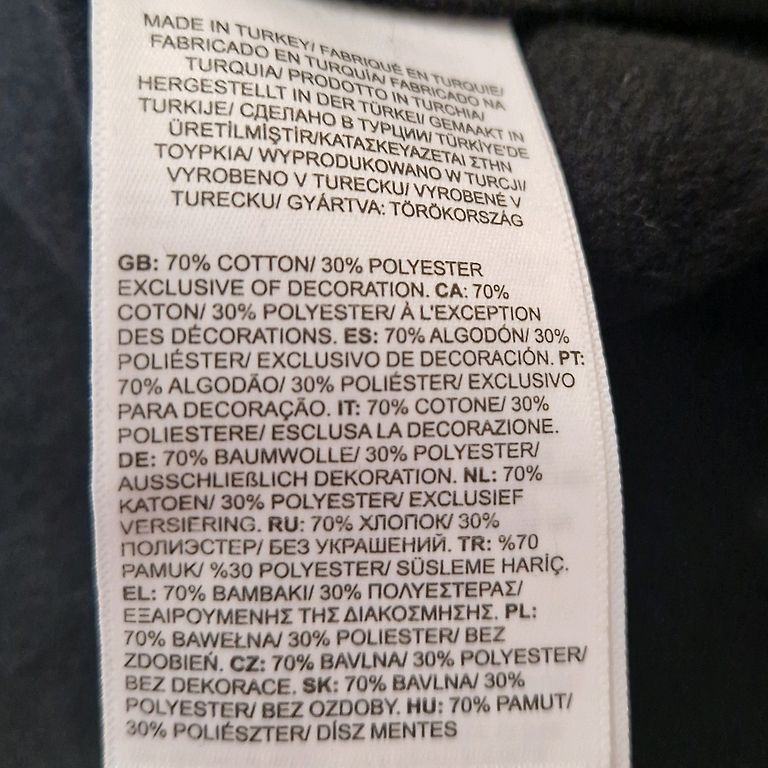 MADE IN TURKEY/ FABRIQUÉ EN TURQUIE/
FABRICADO EN TURQUÍA/ FABRICADO NA
TURQUIA/ PRODOTTO IN TURCHIA/
HERGESTELLT IN DER TÜRKEI/ GEMAAKT IN
TURKIJE/ СДЕЛАНО В ТУРЦИИ/ TÜRKİYE'DE
ÜRETİLMİŞTİR/ΚΑΤΑΣΚΕΥΑΖΕΤΑΙ ΣΤΗΝ
ΤΟΥΡΚΙΑ/ WYPRODUKOWANO W TURCJI/
VYROBENO V TURECKU/ VYROBENÉ V
TURECKU/ GYÁRTVA: TÖRÖKORSZÁG
GB: 70% COTTON/ 30% POLYESTER
EXCLUSIVE OF DECORATION. CA: 70%
COTON/ 30% POLYESTER/ À L'EXCEPTION
DES DÉCORATIONS. ES: 70% ALGODÓN/ 30%
POLIÉSTER/ EXCLUSIVO DE DECORACIÓN. PT:
70% ALGODÃO/ 30% POLIÉSTER/ EXCLUSIVO
PARA DECORAÇÃO. IT: 70% COTONE/ 30%
POLIESTERE/ ESCLUSA LA DECORAZIONE.
DE: 70% BAUMWOLLE/ 30% POLYESTER/
AUSSCHLIEßLICH DEKORATION. NL: 70%
KATOEN/ 30% POLYESTER/ EXCLUSIEF
VERSIERING. RU: 70% ХЛОПОК/ 30%
ПОЛИЭСТЕР/ БЕЗ УКРАШЕНИЙ. TR: %70
PAMUK/ %30 POLYESTER/ SÜSLEME HARİÇ.
EL: 70% ΒΑΜΒΑΚΙ/ 30% ΠΟΛΥΕΣΤΕΡΑΣ/
ΕΞΑΙΡΟΥΜΕΝΗΣ ΤΗΣ ΔΙΑΚΟΣΜΗΣΗΣ. PL:
70% BAWEŁNA/ 30% POLIESTER/ BEZ
ZDOBIEŃ. CZ: 70% BAVLNA/ 30% POLYESTER/
BEZ DEKORACE. SK: 70% BAVLNA/ 30%
POLYESTER/ BEZ OZDOBY. HU: 70% PAMUT/
30% POLIÉSZTER/ DÍSZ MENTES